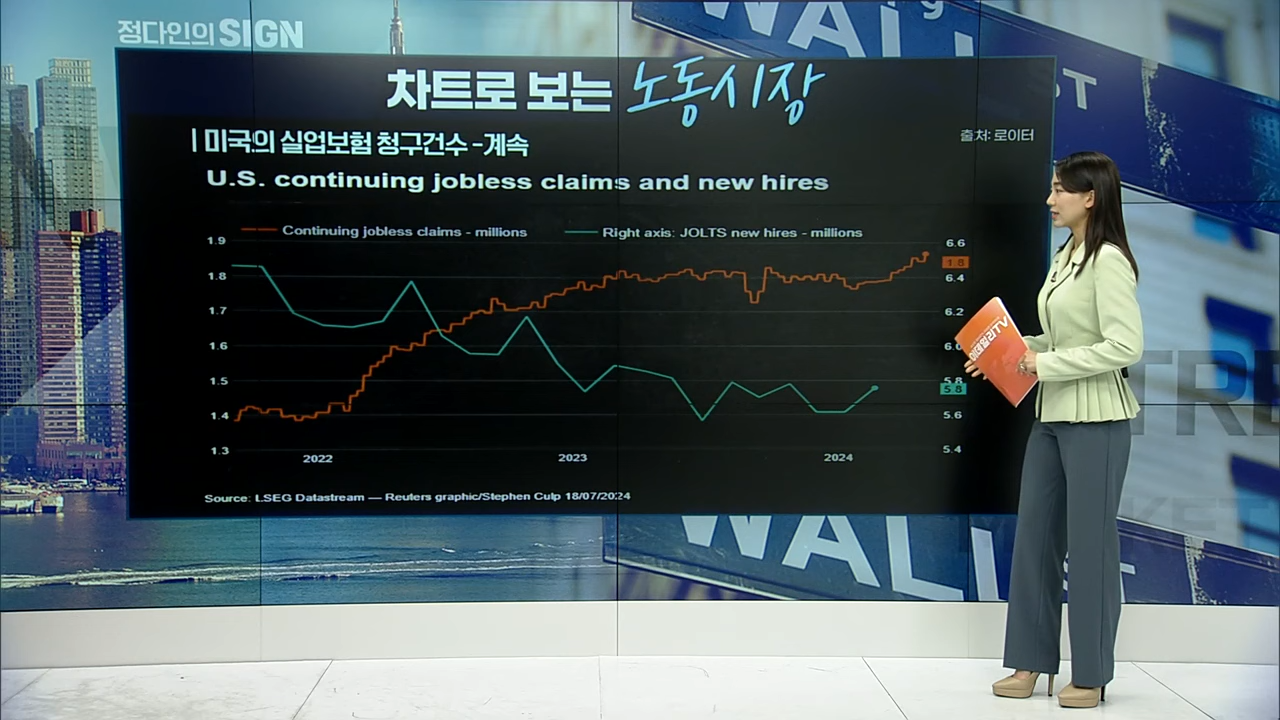 정다인의 SIGN
차트로 보는 노동시장
미국의 실업보험 청구건수 -계속
출처: 로이터
U.S. continuing jobless claims and new hires
Continuing jobless claims - millions
Right axis: JOLTS new hires - millions
1.9
1.8
1.7
1.6
1.5
1.4
1.3
6.6
1.8
6.4
6.2
6.0
5.8
5.8
5.6
5.4
2022
2023
2024
Source: LSEG Datastream — Reuters graphic/Stephen Culp 18/07/2024
이데일리TV
WALL
ST
WALL
ST